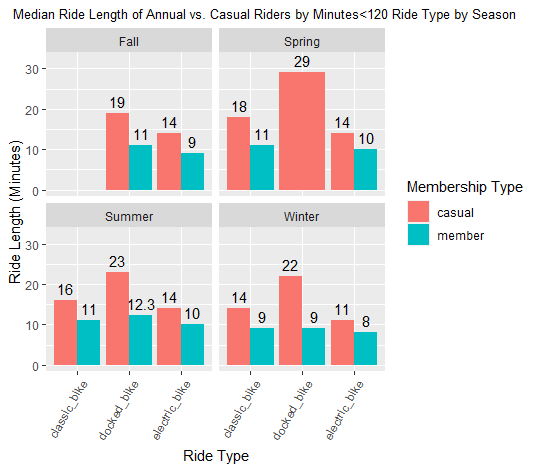 Median Ride Length of Annual vs. Casual Riders by Minutes<120 Ride Type by Season
Fall
Spring
30
20
10
0
19
11
14
9
18
11
29
14
10
Summer
Winter
30
20
10
0
16
11
23
12.3
14
10
14
9
22
9
11
8
classic_bike
docked_bike
electric_bike
classic_bike
docked_bike
electric_bike
Ride Length (Minutes)
Ride Type
Membership Type
casual
member